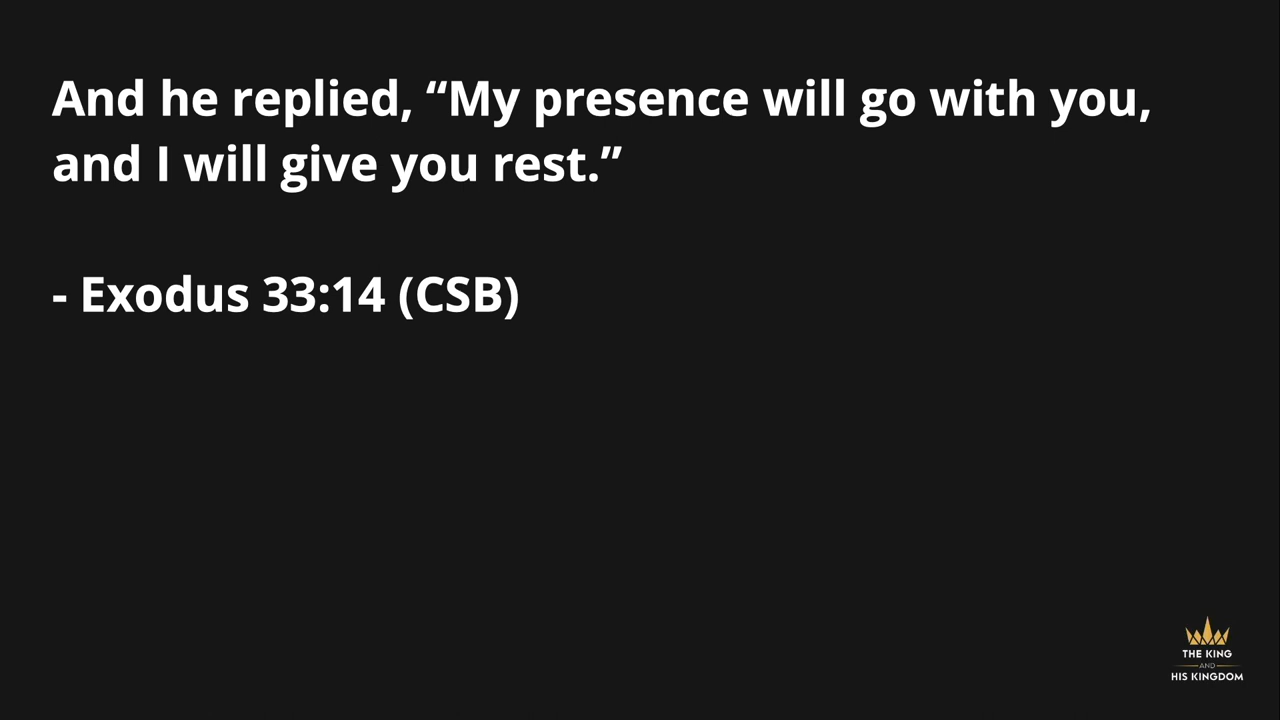 And he replied, “My presence will go with you,
and I will give you rest.”
- Exodus 33:14 (CSB)
THE KING
AND
HIS KINGDOM